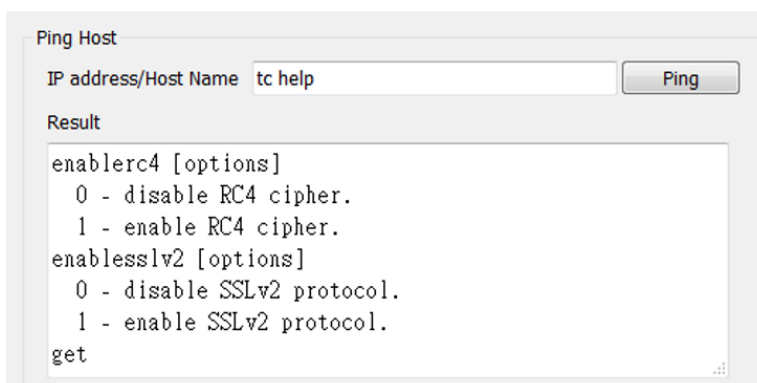 Ping Host
IP address/Host Name tc help Ping
Result
enablerc4 [options]
0 - disable RC4 cipher.
1 - enable RC4 cipher.
enablesslv2 [options]
0 - disable SSLv2 protocol.
1 - enable SSLv2 protocol.
get